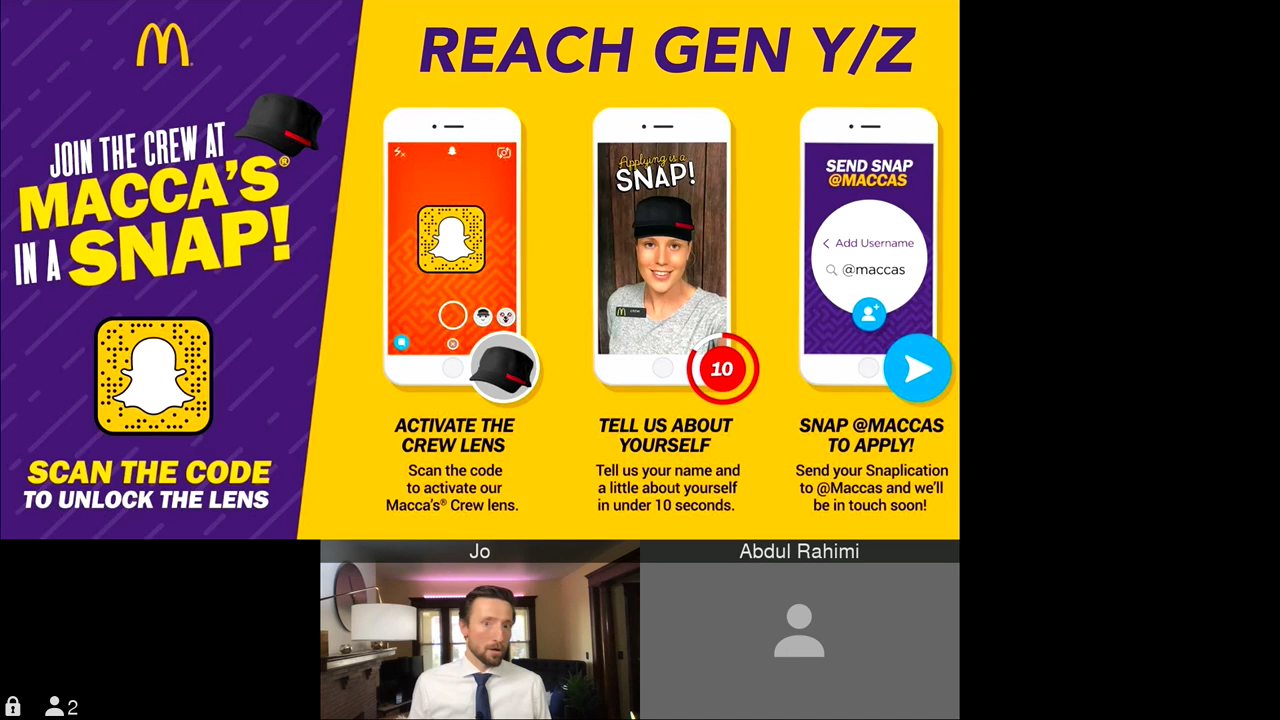 JOIN THE CREW AT
MACCA'S®
IN A SNAP!
SCAN THE CODE
TO UNLOCK THE LENS
REACH GEN Y/Z
Applying is a
SNAP!
CREW
10
SEND SNAP
@MACCAS
Add Username
@maccas
ACTIVATE THE
CREW LENS
Scan the code
to activate our
Macca's® Crew lens.
TELL US ABOUT
YOURSELF
Tell us your name and
a little about yourself
in under 10 seconds.
SNAP @MACCAS
TO APPLY!
Send your Snaplication
to @Maccas and we'll
be in touch soon!
Jo
Abdul Rahimi
2